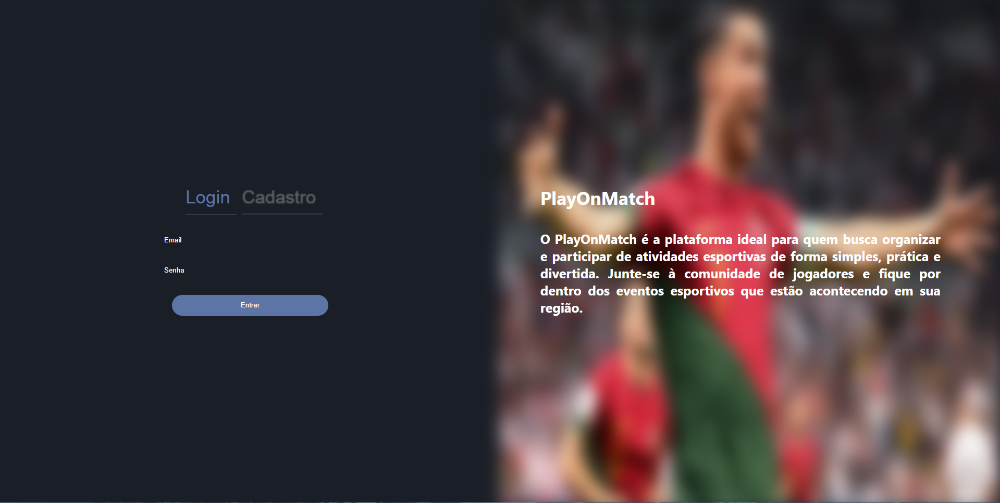 Login Cadastro
Email
Senha
Entrar
PlayOnMatch
O PlayOnMatch é a plataforma ideal para quem busca organizar
e participar de atividades esportivas de forma simples, prática e
divertida. Junte-se à comunidade de jogadores e fique por
dentro dos eventos esportivos que estão acontecendo em sua
região.